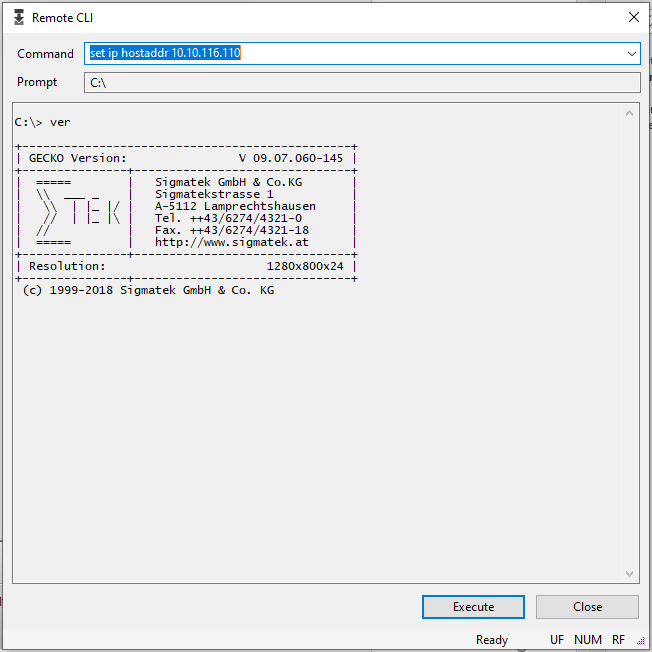 Remote CLI
Command set ip hostaddr 10.10.116.110
Prompt C:\
C:\> ver
+---------------+-------------------------------+
| GECKO Version:                V 09.07.060-145 |
+---------------+-------------------------------+
|  =====        |   Sigmatek GmbH & Co.KG       |
|  \\  ___ _    |   Sigmatekstrasse 1           |
|   \\  | |_ |/ |   A-5112 Lamprechtshausen     |
|   //  | |_ |\ |   Tel. ++43/6274/4321-0       |
|  //           |   Fax. ++43/6274/4321-18      |
|  =====        |   http://www.sigmatek.at      |
+---------------+-------------------------------+
| Resolution:                       1280x800x24 |
+---------------+-------------------------------+
(c) 1999-2018 Sigmatek GmbH & Co. KG
Execute Close
Ready UF NUM RF